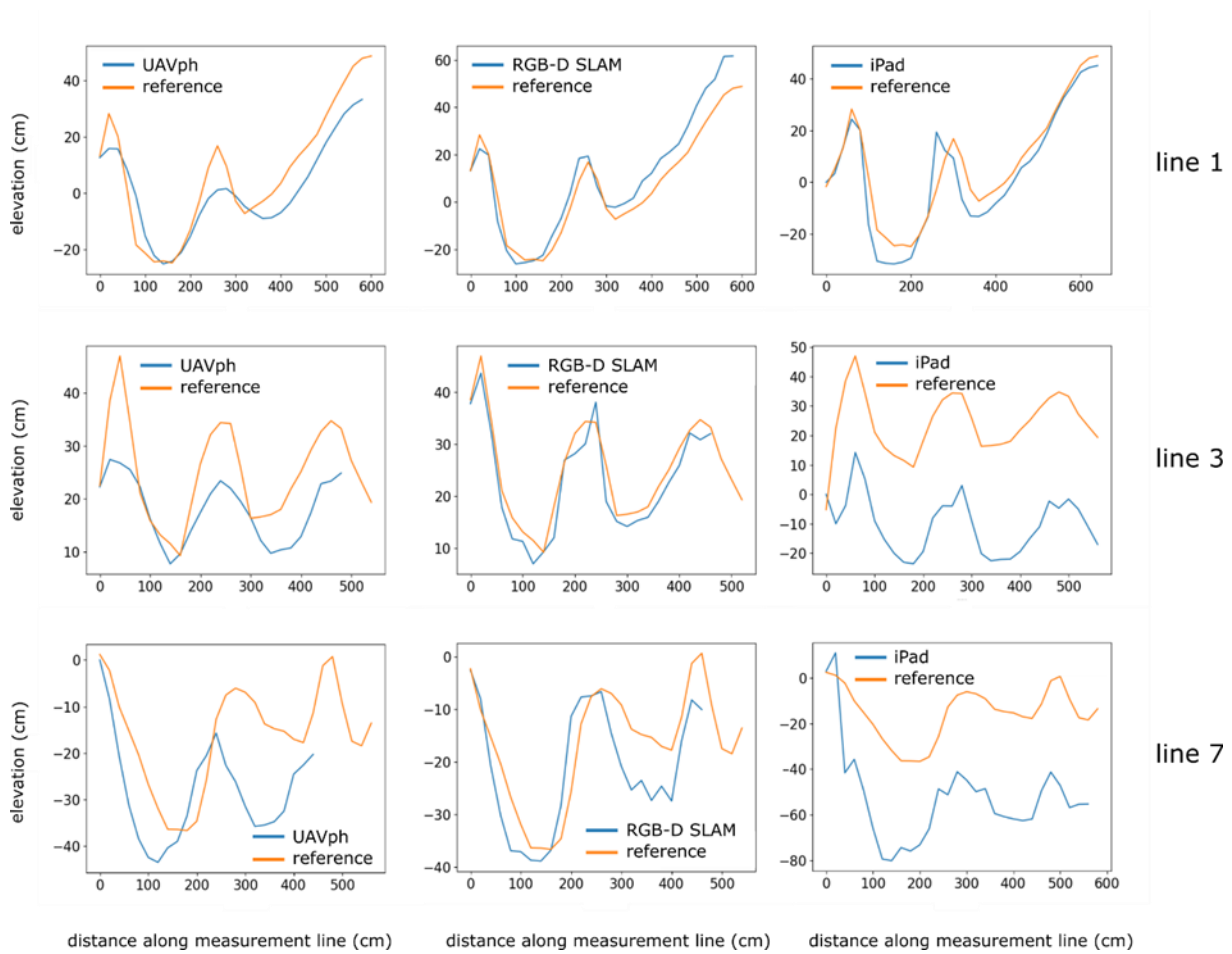 UAVph
reference
40
20
0
−20
0 100 200 300 400 500 600
RGB-D SLAM
reference
60
40
20
0
−20
0 100 200 300 400 500 600
iPad
reference
60
40
20
0
−20
0 200 400 600
elevation (cm)
line 1
UAVph
reference
40
30
20
10
0 100 200 300 400 500
RGB-D SLAM
reference
40
30
20
10
0 100 200 300 400 500
iPad
reference
50
40
30
20
10
0
−10
−20
0 100 200 300 400 500
elevation (cm)
line 3
0
−10
−20
−30
−40
UAVph
reference
0 100 200 300 400 500
0
−10
−20
−30
−40
RGB-D SLAM
reference
0 100 200 300 400 500
iPad
reference
0
−20
−40
−60
−80
0 100 200 300 400 500 600
elevation (cm)
line 7
distance along measurement line (cm)
distance along measurement line (cm)
distance along measurement line (cm)